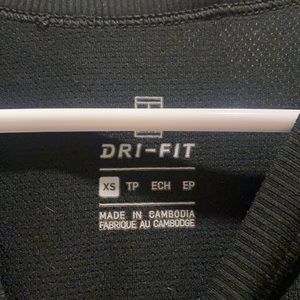 DRI-FIT
XS TP ECH EP
MADE IN CAMBODIA
FABRIQUE AU CAMBODGE